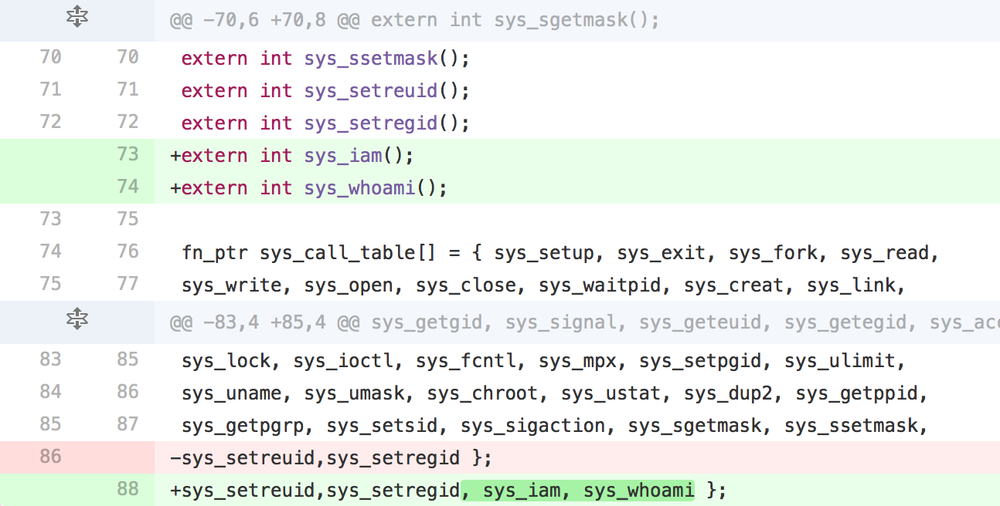 @@ -70,6 +70,8 @@ extern int sys_sgetmask();
70 70 extern int sys_ssetmask();
71 71 extern int sys_setreuid();
72 72 extern int sys_setregid();
73 +extern int sys_iam();
74 +extern int sys_whoami();
73 75
74 76 fn_ptr sys_call_table[] = { sys_setup, sys_exit, sys_fork, sys_read,
75 77 sys_write, sys_open, sys_close, sys_waitpid, sys_creat, sys_link,
@@ -83,4 +85,4 @@ sys_getgid, sys_signal, sys_geteuid, sys_getegid,
83 85 sys_lock, sys_ioctl, sys_fcntl, sys_mpx, sys_setpgid, sys_ulimit,
84 86 sys_uname, sys_umask, sys_chroot, sys_ustat, sys_dup2, sys_getppid,
85 87 sys_getpgrp, sys_setsid, sys_sigaction, sys_sgetmask, sys_ssetmask,
86 -sys_setreuid,sys_setregid };
88 +sys_setreuid,sys_setregid, sys_iam, sys_whoami };